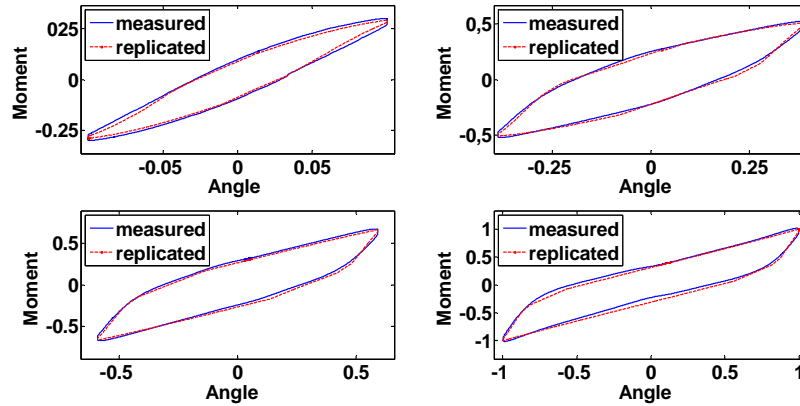 025
0
-0.25
Moment
measured
replicated
-0.05
0
0.05
Angle
0.5
0
-0.5
Moment
measured
replicated
-0.25
0
0.25
Angle
0.5
0
-0.5
Moment
measured
replicated
-0.5
0
0.5
Angle
1
0.5
0
-0.5
-1
Moment
measured
replicated
-1
-0.5
0
0.5
1
Angle